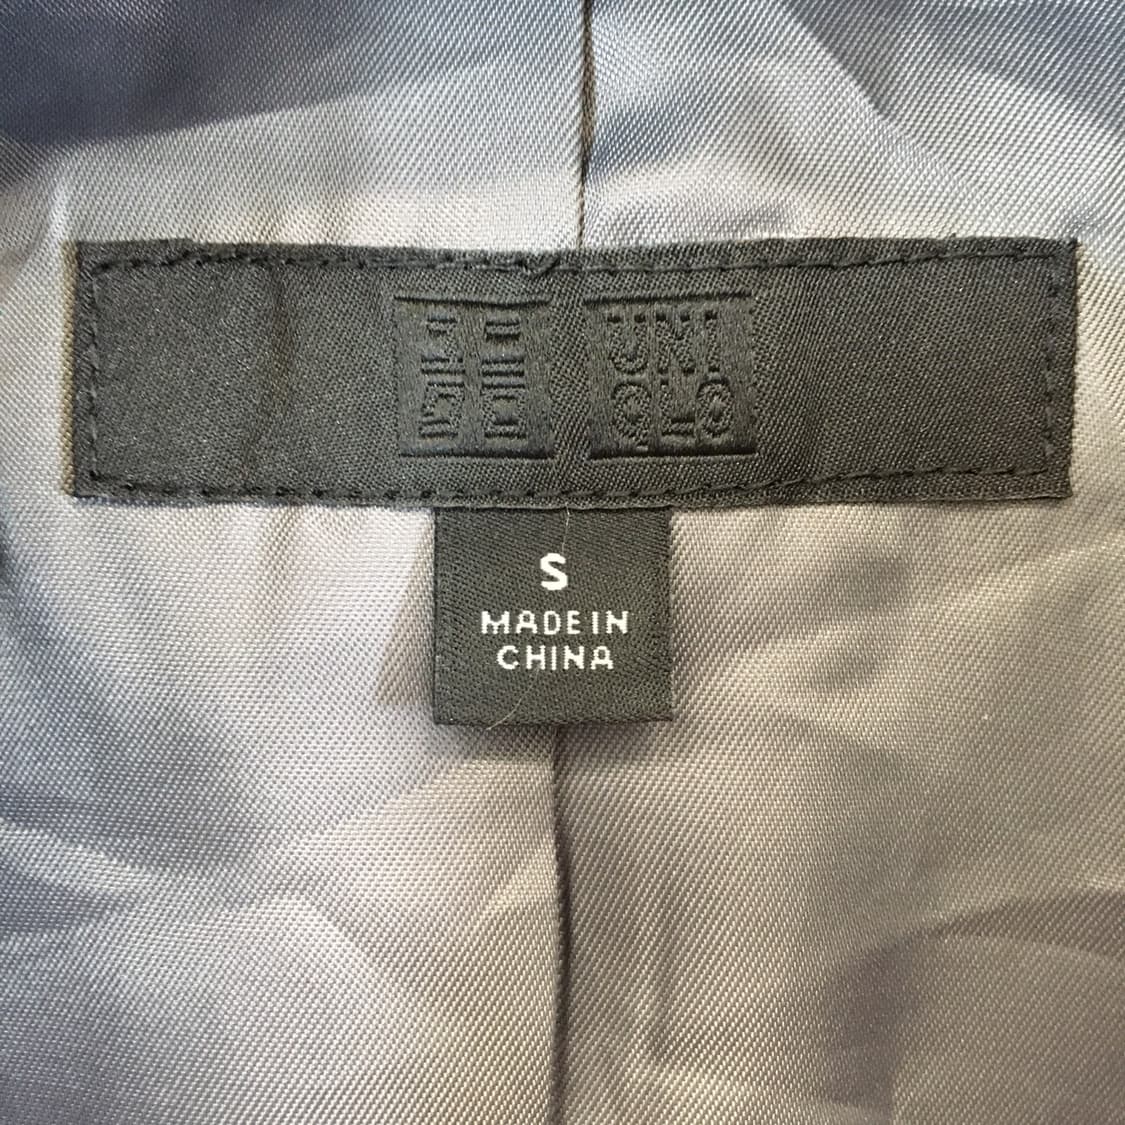 ユニ UNI
クロ QLO
S
MADE IN
CHINA